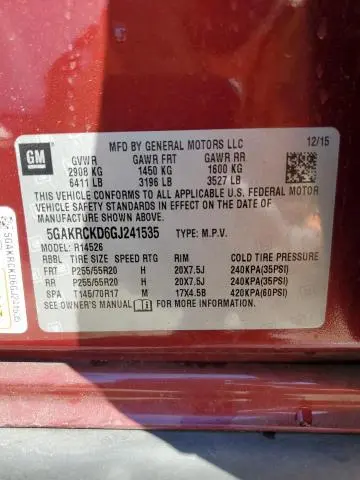 GM
MFD BY GENERAL MOTORS LLC 12/15
GVWR GAWR FRT GAWR RR
2908 KG 1450 KG 1600 KG
6411 LB 3196 LB 3527 LB
THIS VEHICLE CONFORMS TO ALL APPLICABLE U.S. FEDERAL MOTOR
VEHICLE SAFETY AND THEFT PREVENTION STANDARDS IN EFFECT ON THE DATE OF
MANUFACTURE SHOWN ABOVE.
5GAKRCKD6GJ241535 TYPE: M.P.V.
MODEL: R14526
RBBL TIRE SIZE SPEED RTG RIM COLD TIRE PRESSURE
FRT P255/55R20 H 20X7.5J 240KPA(35PSI)
RR P255/55R20 H 20X7.5J 240KPA(35PSI)
SPA T145/70R17 M 17X4.5B 420KPA(60PSI)
SEE OWNER'S MANUAL FOR MORE INFORMATION
5GAKRCKD6GJ241535